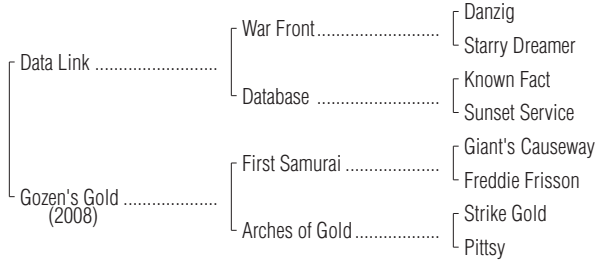 Danzig
War Front..........................
Starry Dreamer
Data Link ..........................
Known Fact
Database ..........................
Sunset Service
Giant's Causeway
First Samurai ....................
Freddie Frisson
Gozen's Gold ....................
(2008)
Strike Gold
Arches of Gold..................
Pittsy